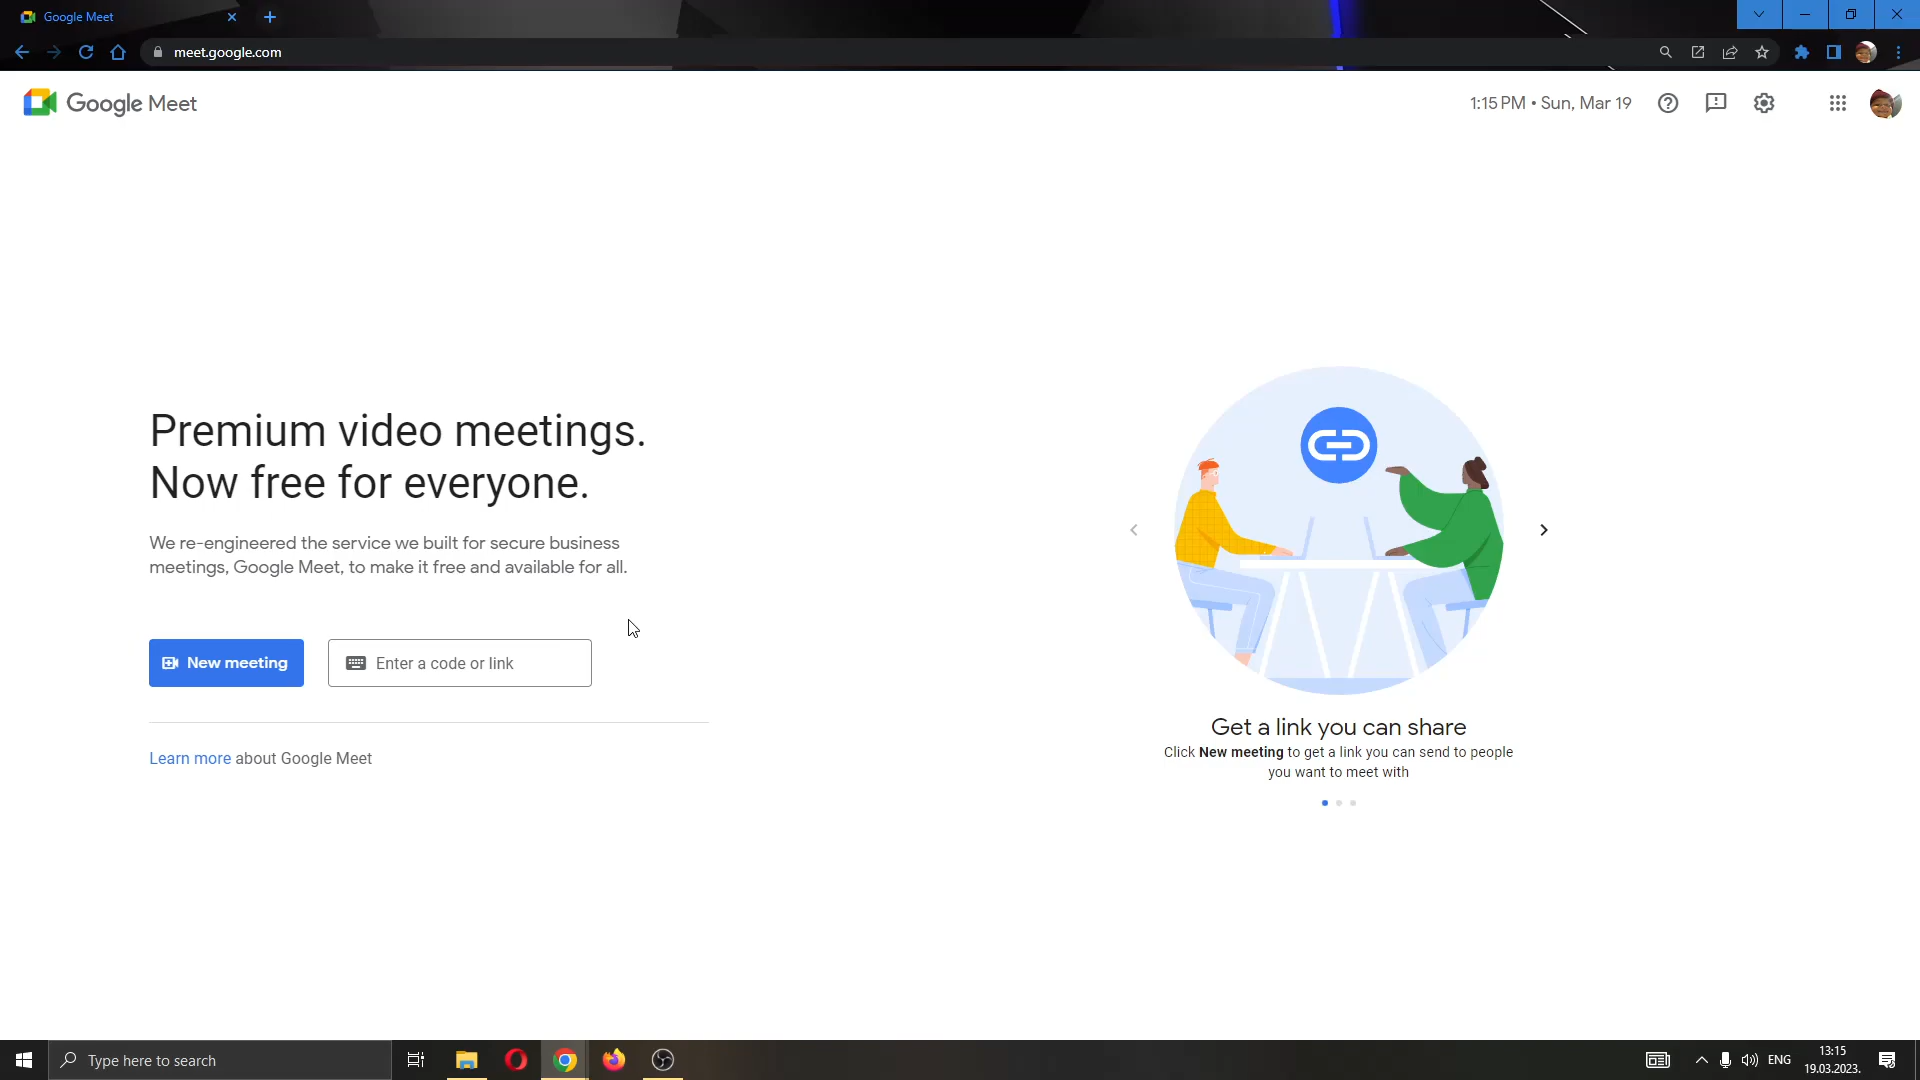 Google Meet
meet.google.com
Google Meet
1:15 PM • Sun, Mar 19
Premium video meetings.
Now free for everyone.
We re-engineered the service we built for secure business
meetings, Google Meet, to make it free and available for all.
New meeting
Enter a code or link
Learn more about Google Meet
Get a link you can share
Click New meeting to get a link you can send to people
you want to meet with
Type here to search
ENG
13:15
19.03.2023.